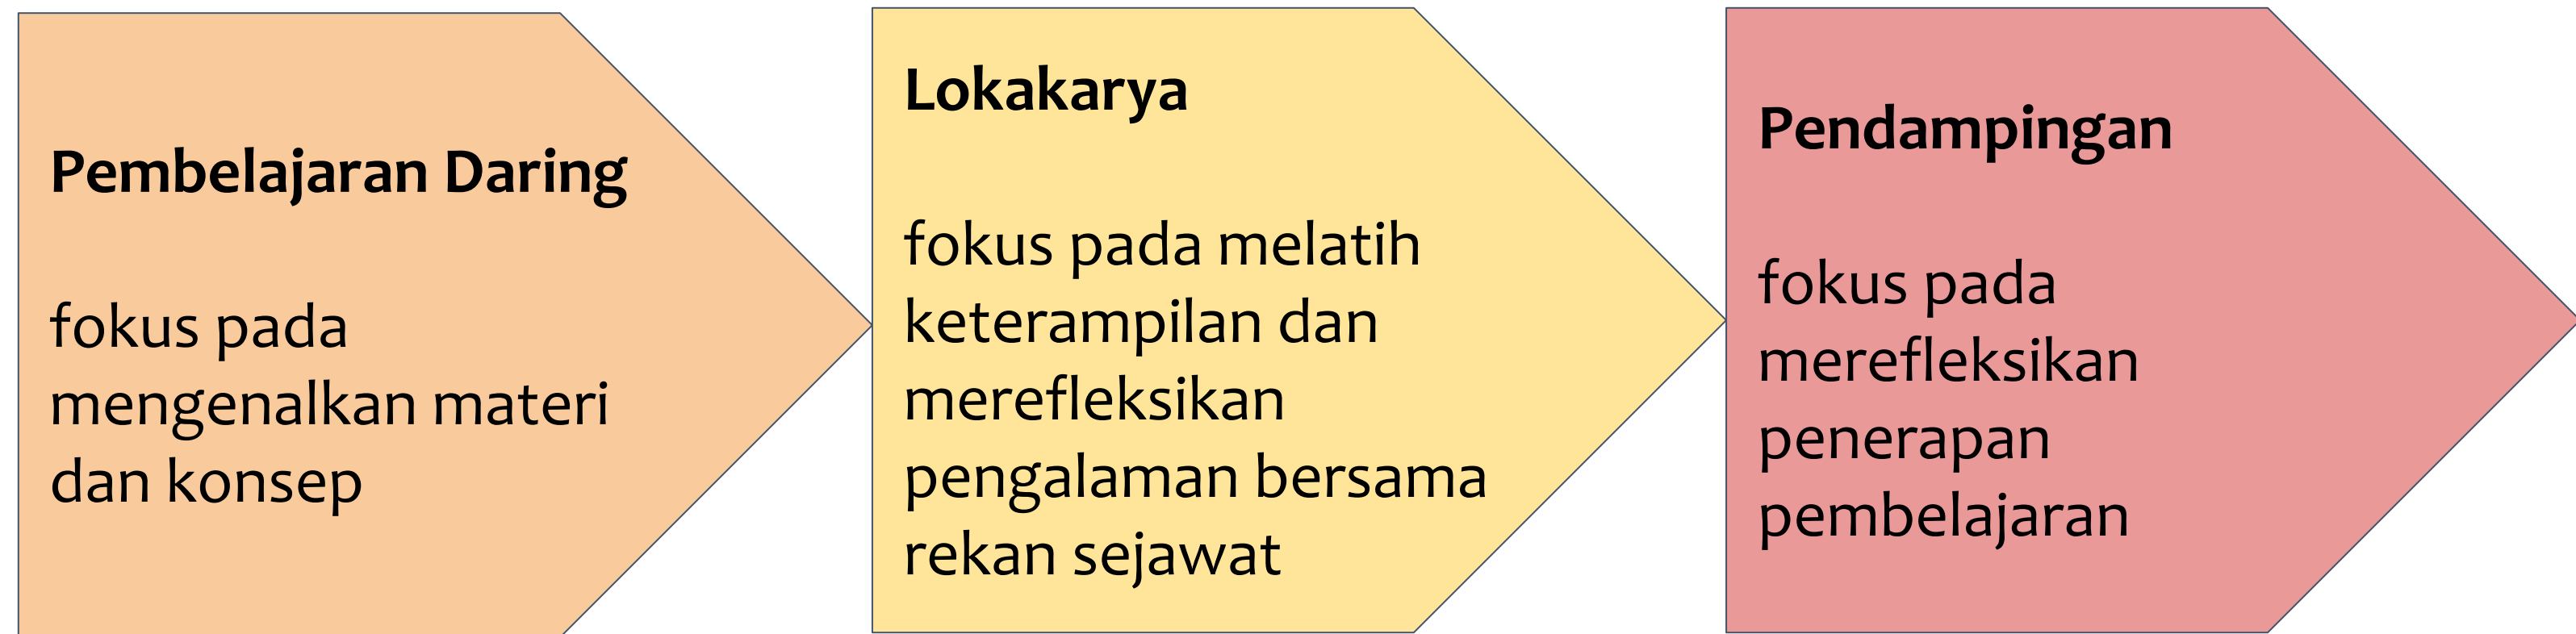 Pembelajaran Daring
fokus pada
mengenalkan materi
dan konsep
Lokakarya
fokus pada melatih
keterampilan dan
merefleksikan
pengalaman bersama
rekan sejawat
Pendampingan
fokus pada
merefleksikan
penerapan
pembelajaran